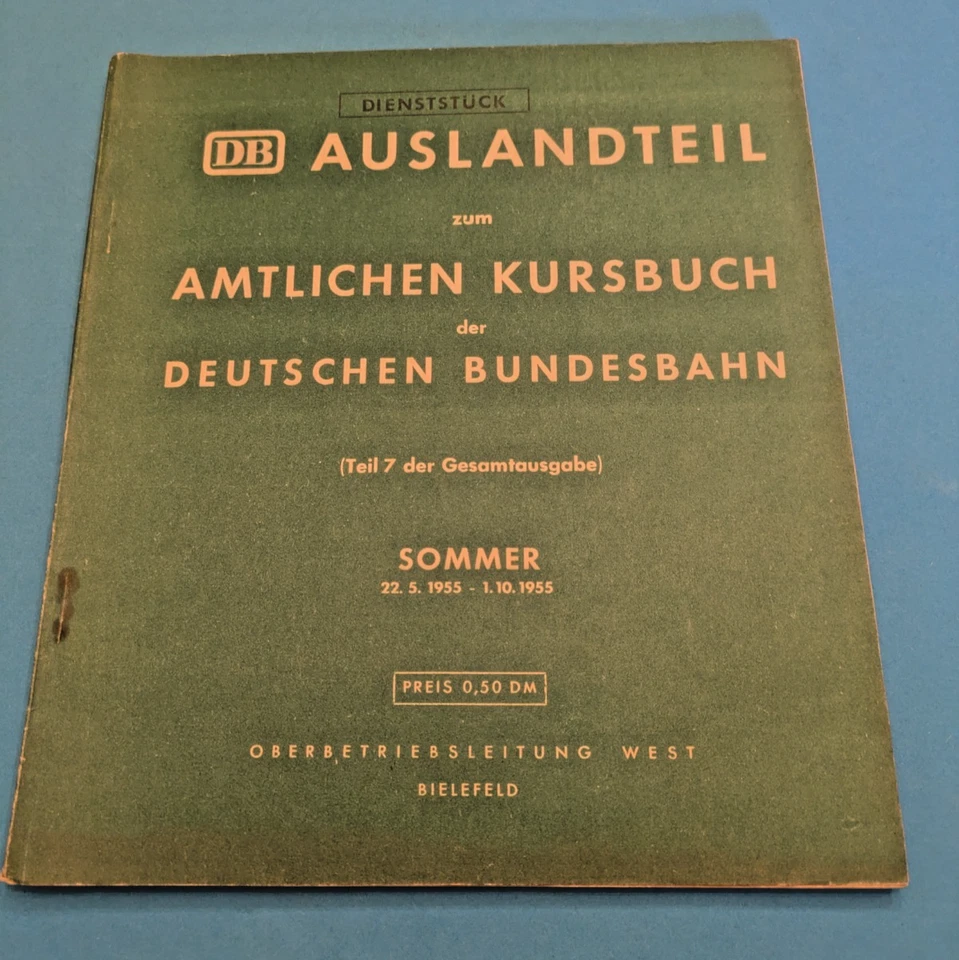 DIENSTSTÜCK
DB AUSLANDTEIL
zum
AMTLICHEN KURSBUCH
der
DEUTSCHEN BUNDESBAHN
(Teil 7 der Gesamtausgabe)
SOMMER
22. 5. 1955 - 1. 10. 1955
PREIS 0,50 DM
OBERBETRIEBSLEITUNG WEST
BIELEFELD